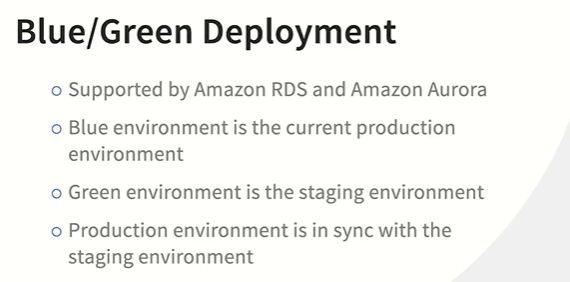 Blue/Green Deployment
Supported by Amazon RDS and Amazon Aurora
Blue environment is the current production
environment
Green environment is the staging environment
Production environment is in sync with the
staging environment